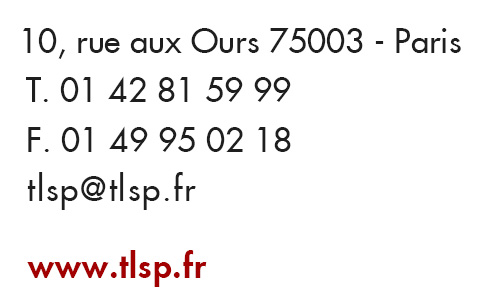 10, rue aux Ours 75003 - Paris
T. 01 42 81 59 99
F. 01 49 95 02 18
tlsp@tlsp.fr
www.tlsp.fr